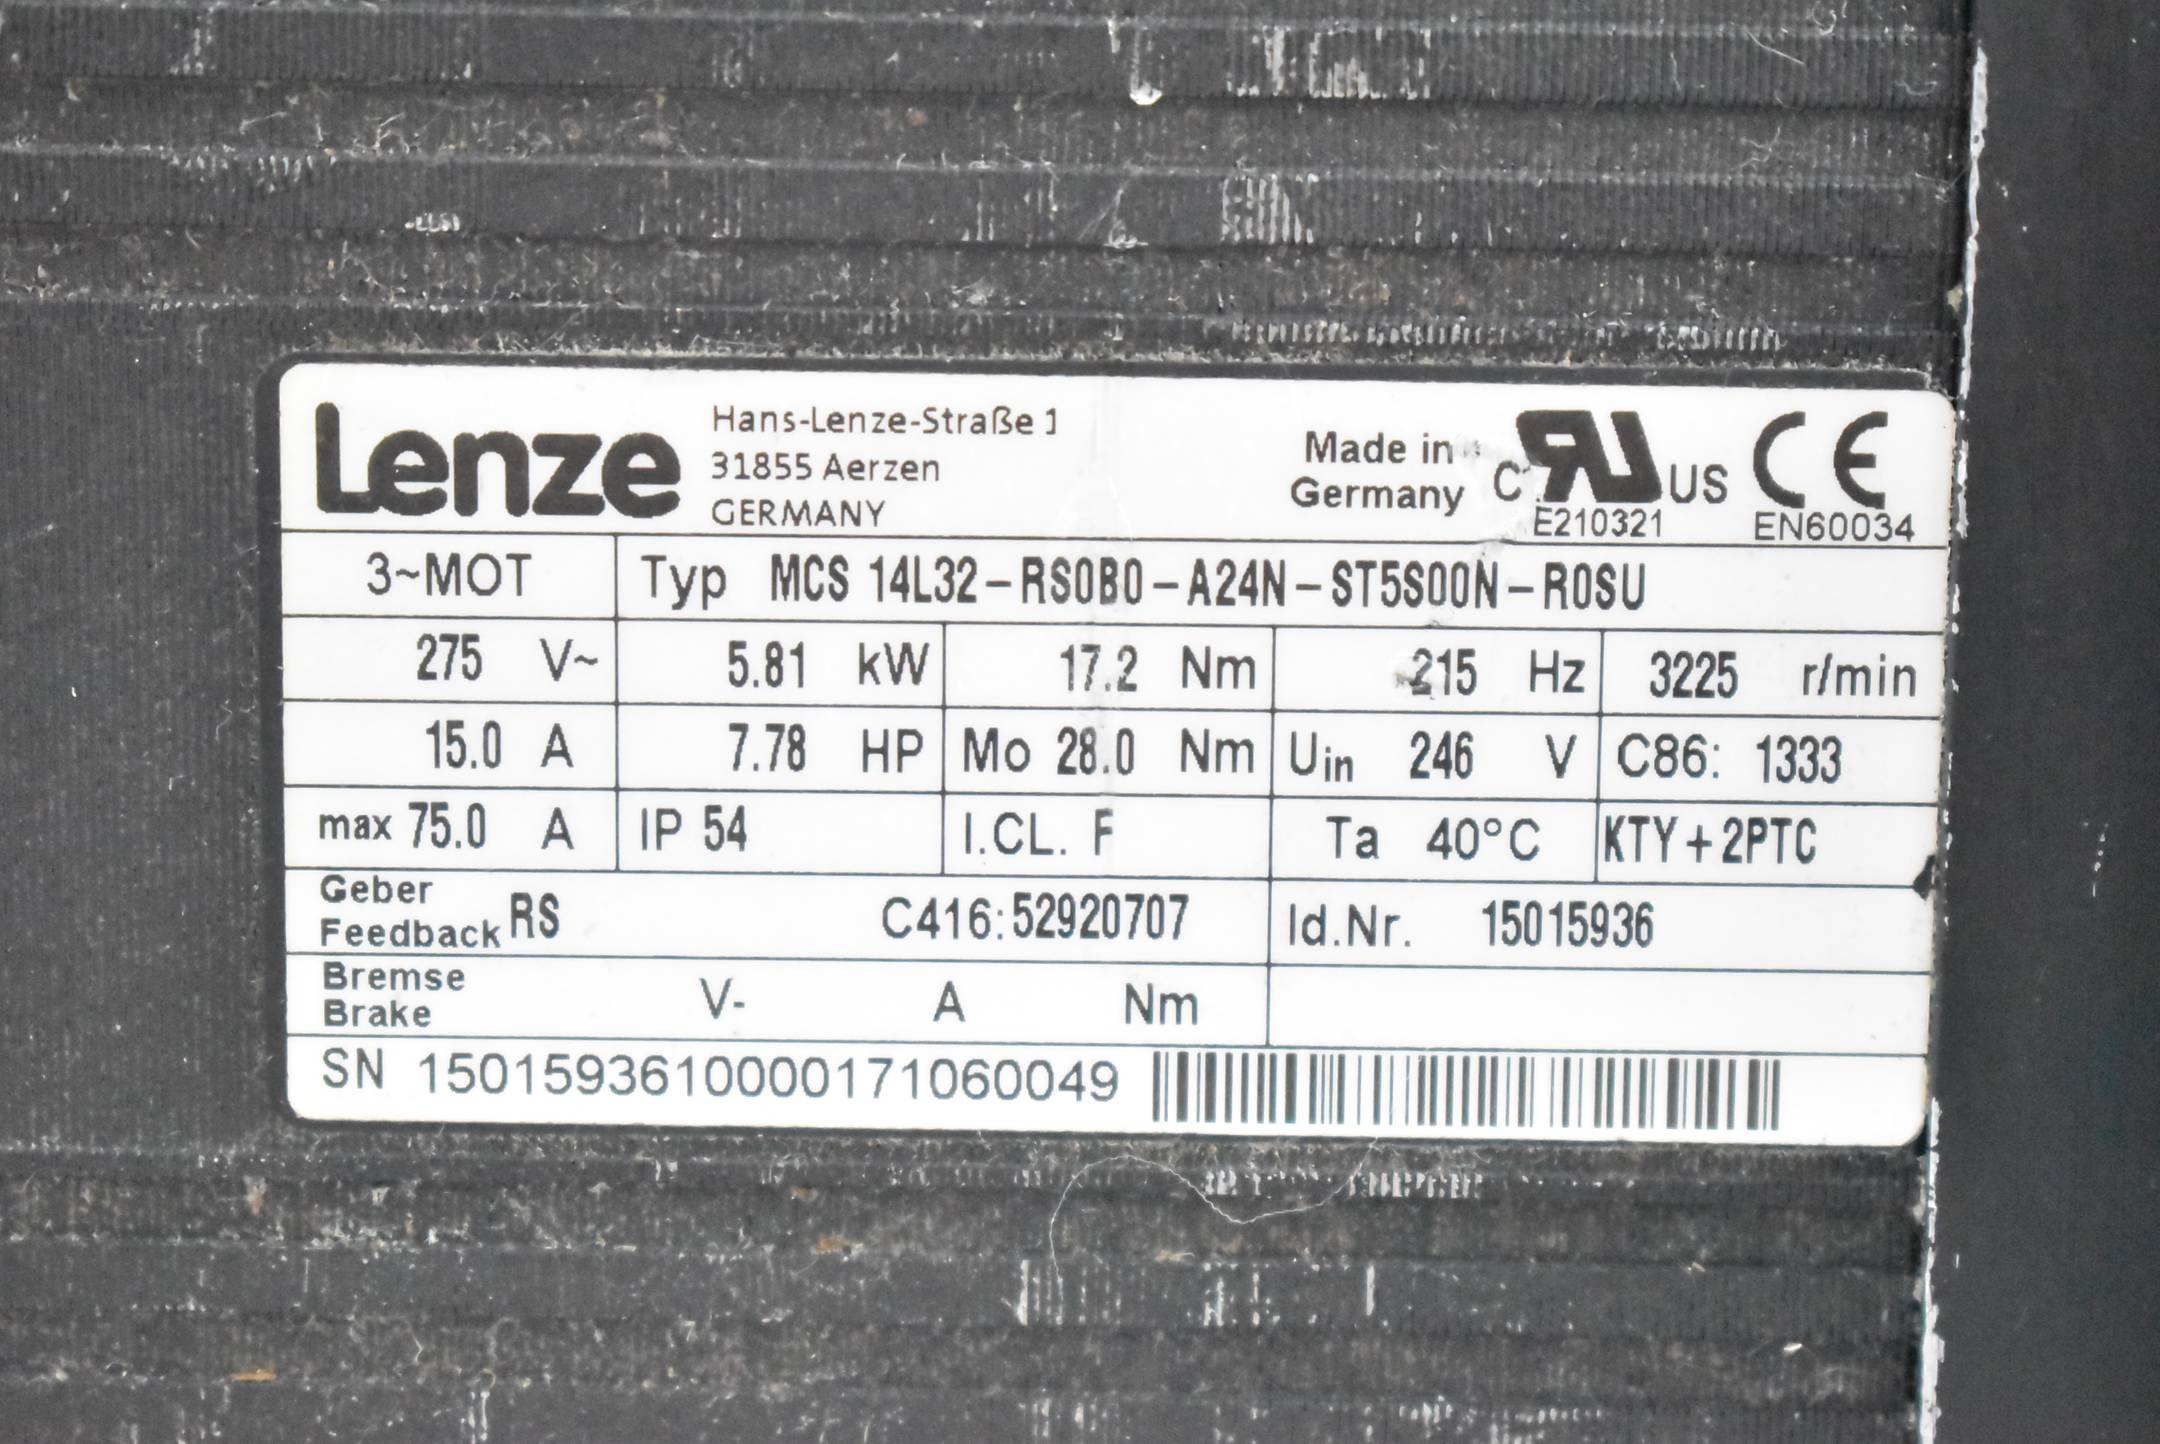 Lenze
Hans-Lenze-Straße 1
31855 Aerzen
GERMANY
Made in
Germany
C RU US CE
E210321 EN60034
3~MOT Typ MCS 14L32-RS0B0-A24N-ST5S00N-R0SU
275 V~ 5.81 kW 17.2 Nm 215 Hz 3225 r/min
15.0 A 7.78 HP Mo 28.0 Nm Uin 246 V C86: 1333
max 75.0 A IP 54 I.CL. F Ta 40°C KTY+2PTC
Geber
Feedback RS C416:52920707 Id.Nr. 15015936
Bremse
Brake V- A Nm
SN 1501593610000171060049